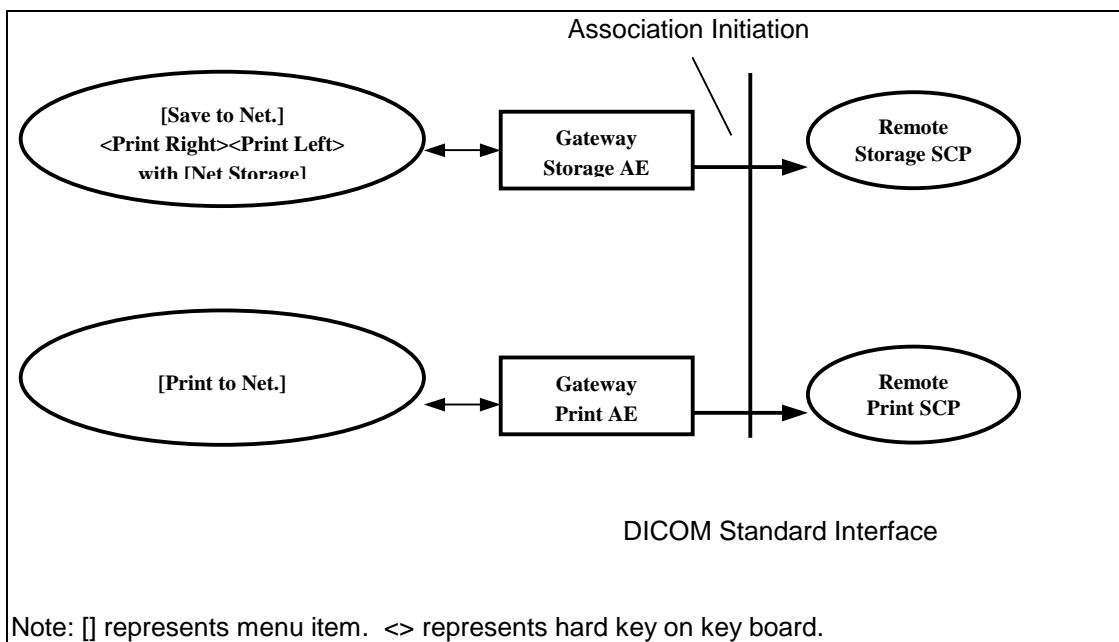 Association Initiation
[Save to Net.]
<Print Right><Print Left>
with [Net Storage]
Gateway
Storage AE
Remote
Storage SCP
[Print to Net.]
Gateway
Print AE
Remote
Print SCP
DICOM Standard Interface
Note: [] represents menu item.  <> represents hard key on key board.